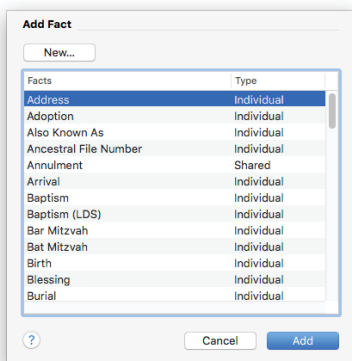 Add Fact
New...
Facts Type
Address Individual
Adoption Individual
Also Known As Individual
Ancestral File Number Individual
Annulment Shared
Arrival Individual
Baptism Individual
Baptism (LDS) Individual
Bar Mitzvah Individual
Bat Mitzvah Individual
Birth Individual
Blessing Individual
Burial Individual
? Cancel Add